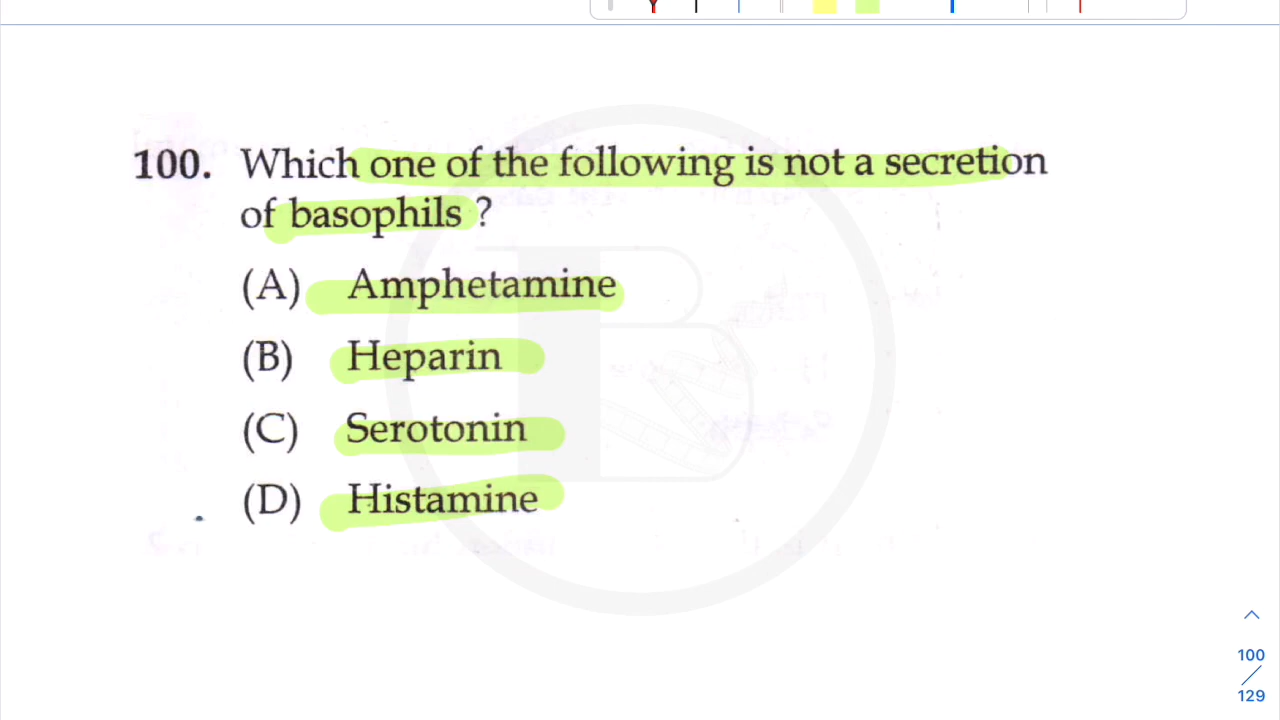 100. Which one of the following is not a secretion
of basophils ?
(A) Amphetamine
(B) Heparin
(C) Serotonin
(D) Histamine
100
129